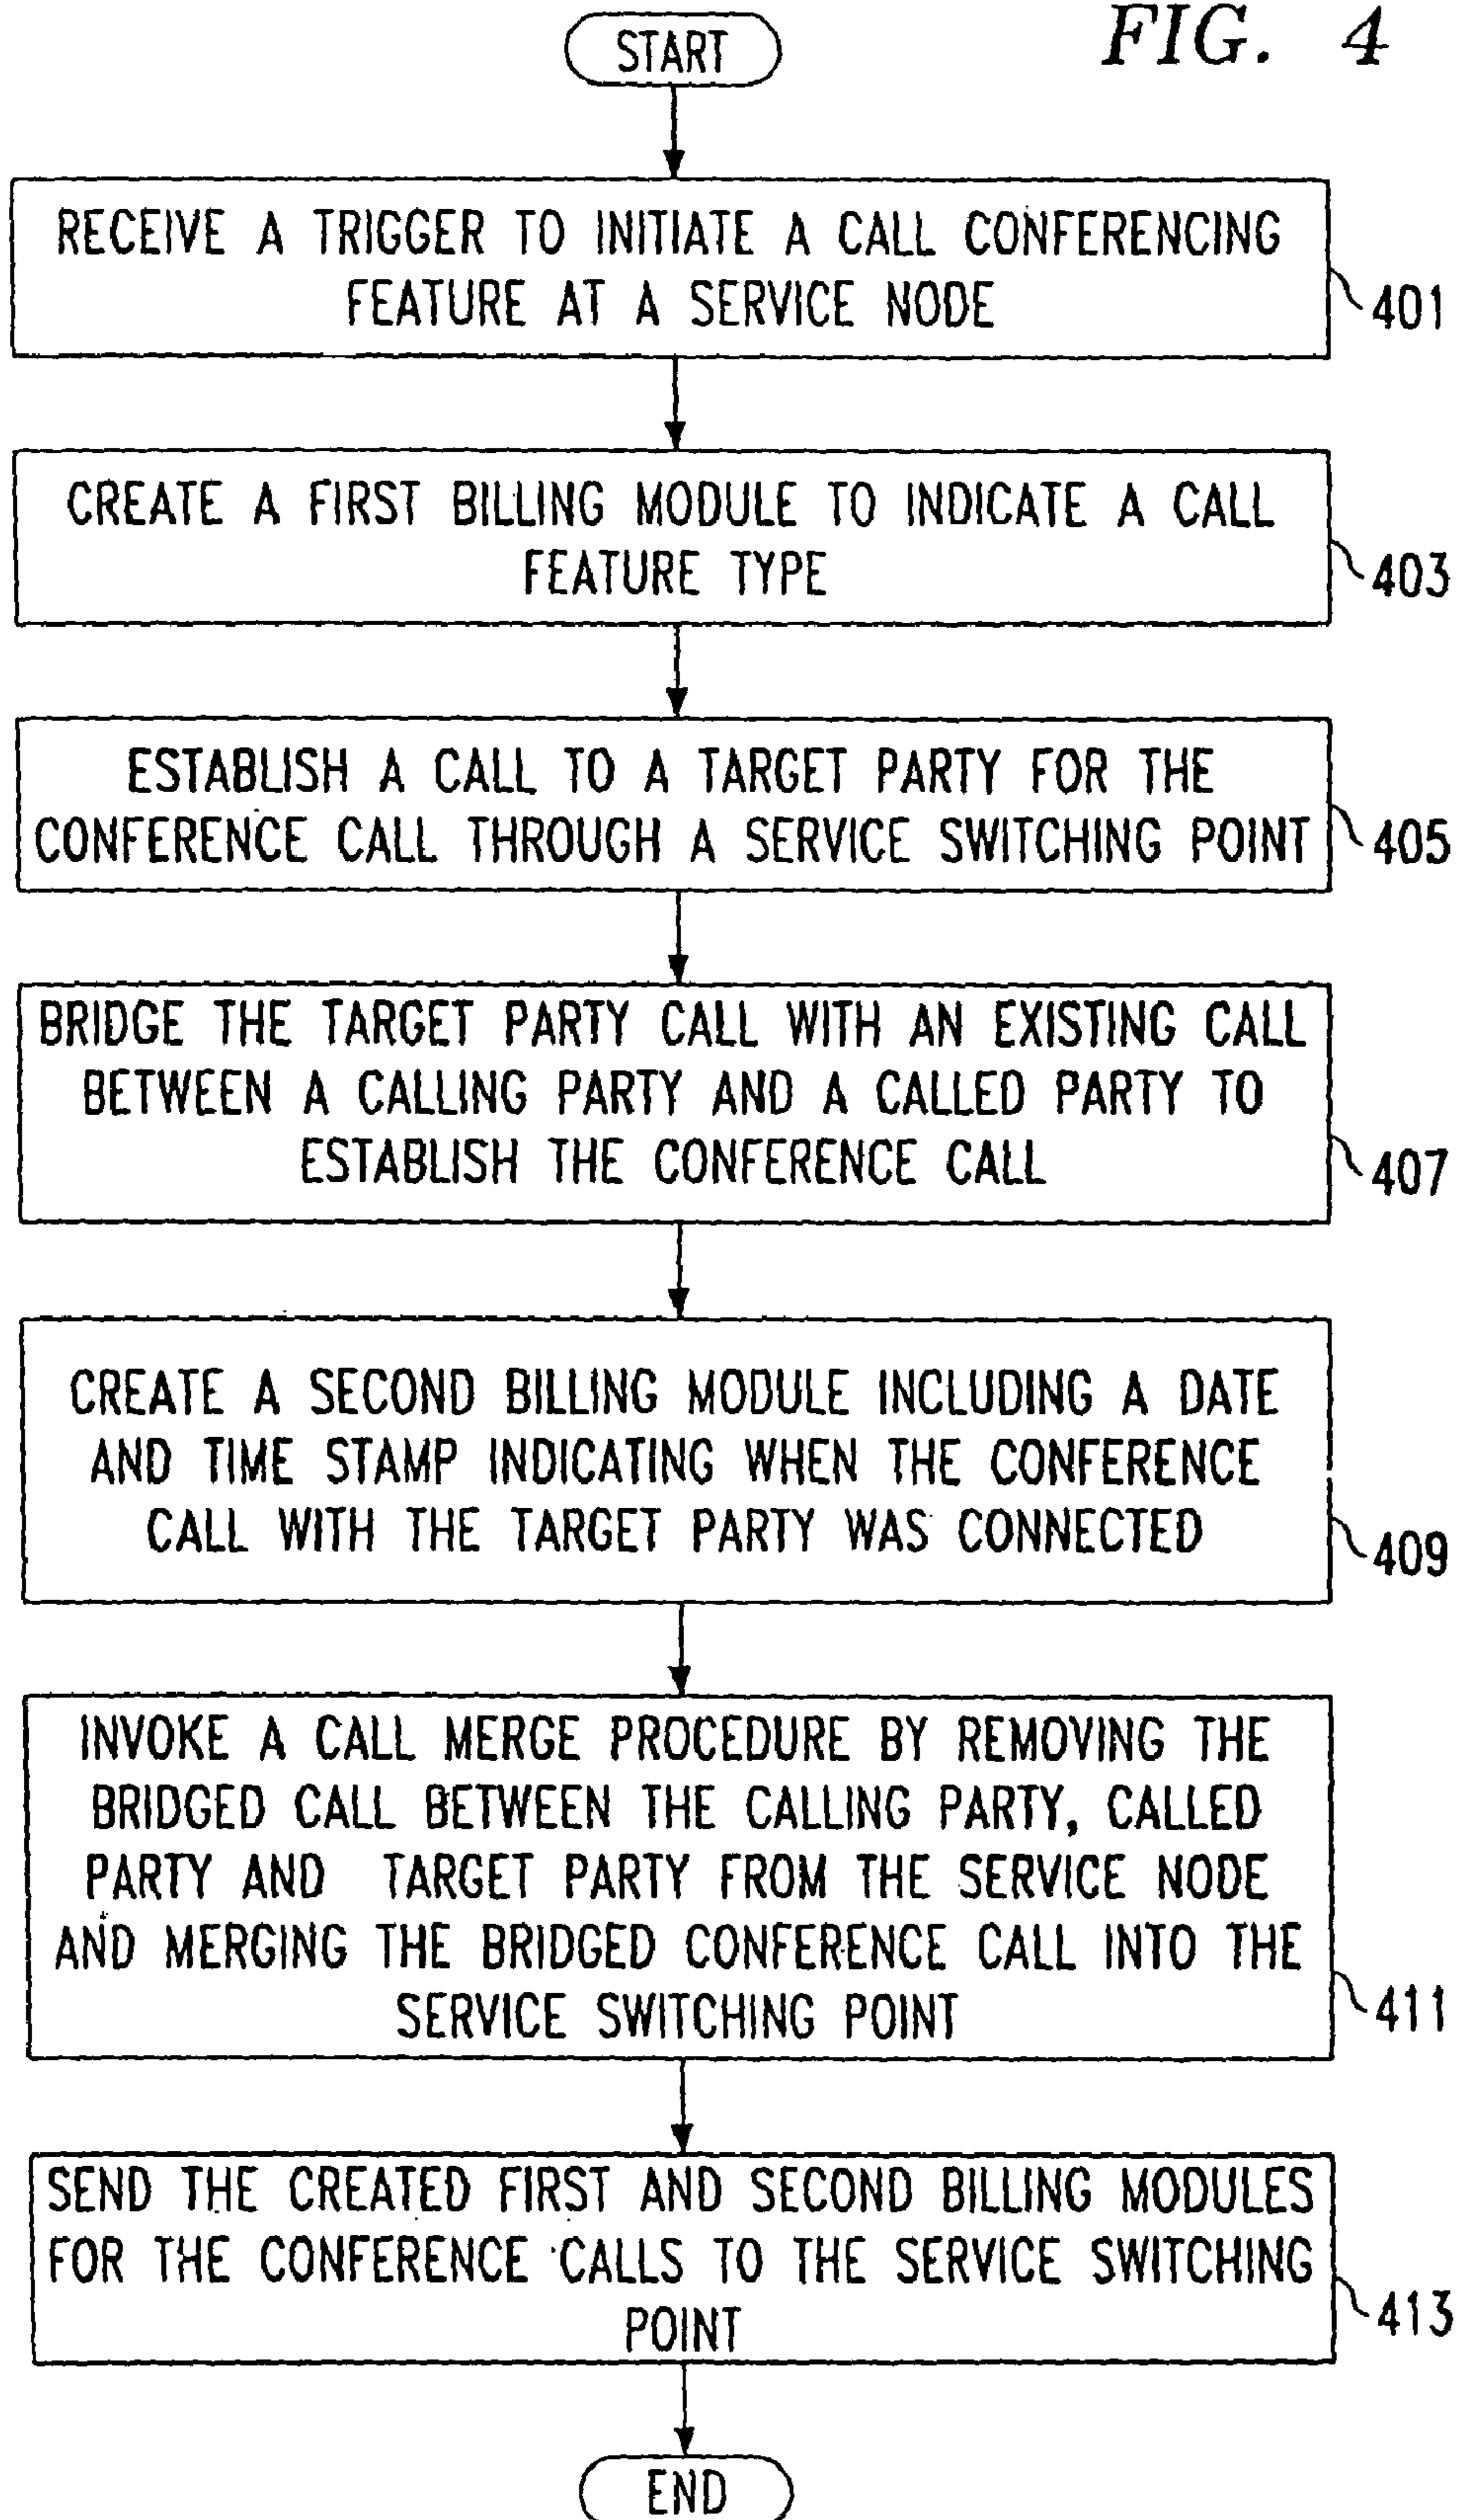 FIG. 4
START
RECEIVE A TRIGGER TO INITIATE A CALL CONFERENCING
FEATURE AT A SERVICE NODE
401
CREATE A FIRST BILLING MODULE TO INDICATE A CALL
FEATURE TYPE
403
ESTABLISH A CALL TO A TARGET PARTY FOR THE
CONFERENCE CALL THROUGH A SERVICE SWITCHING POINT
405
BRIDGE THE TARGET PARTY CALL WITH AN EXISTING CALL
BETWEEN A CALLING PARTY AND A CALLED PARTY TO
ESTABLISH THE CONFERENCE CALL
407
CREATE A SECOND BILLING MODULE INCLUDING A DATE
AND TIME STAMP INDICATING WHEN THE CONFERENCE
CALL WITH THE TARGET PARTY WAS CONNECTED
409
INVOKE A CALL MERGE PROCEDURE BY REMOVING THE
BRIDGED CALL BETWEEN THE CALLING PARTY, CALLED
PARTY AND TARGET PARTY FROM THE SERVICE NODE
AND MERGING THE BRIDGED CONFERENCE CALL INTO THE
SERVICE SWITCHING POINT
411
SEND THE CREATED FIRST AND SECOND BILLING MODULES
FOR THE CONFERENCE CALLS TO THE SERVICE SWITCHING
POINT
413
END